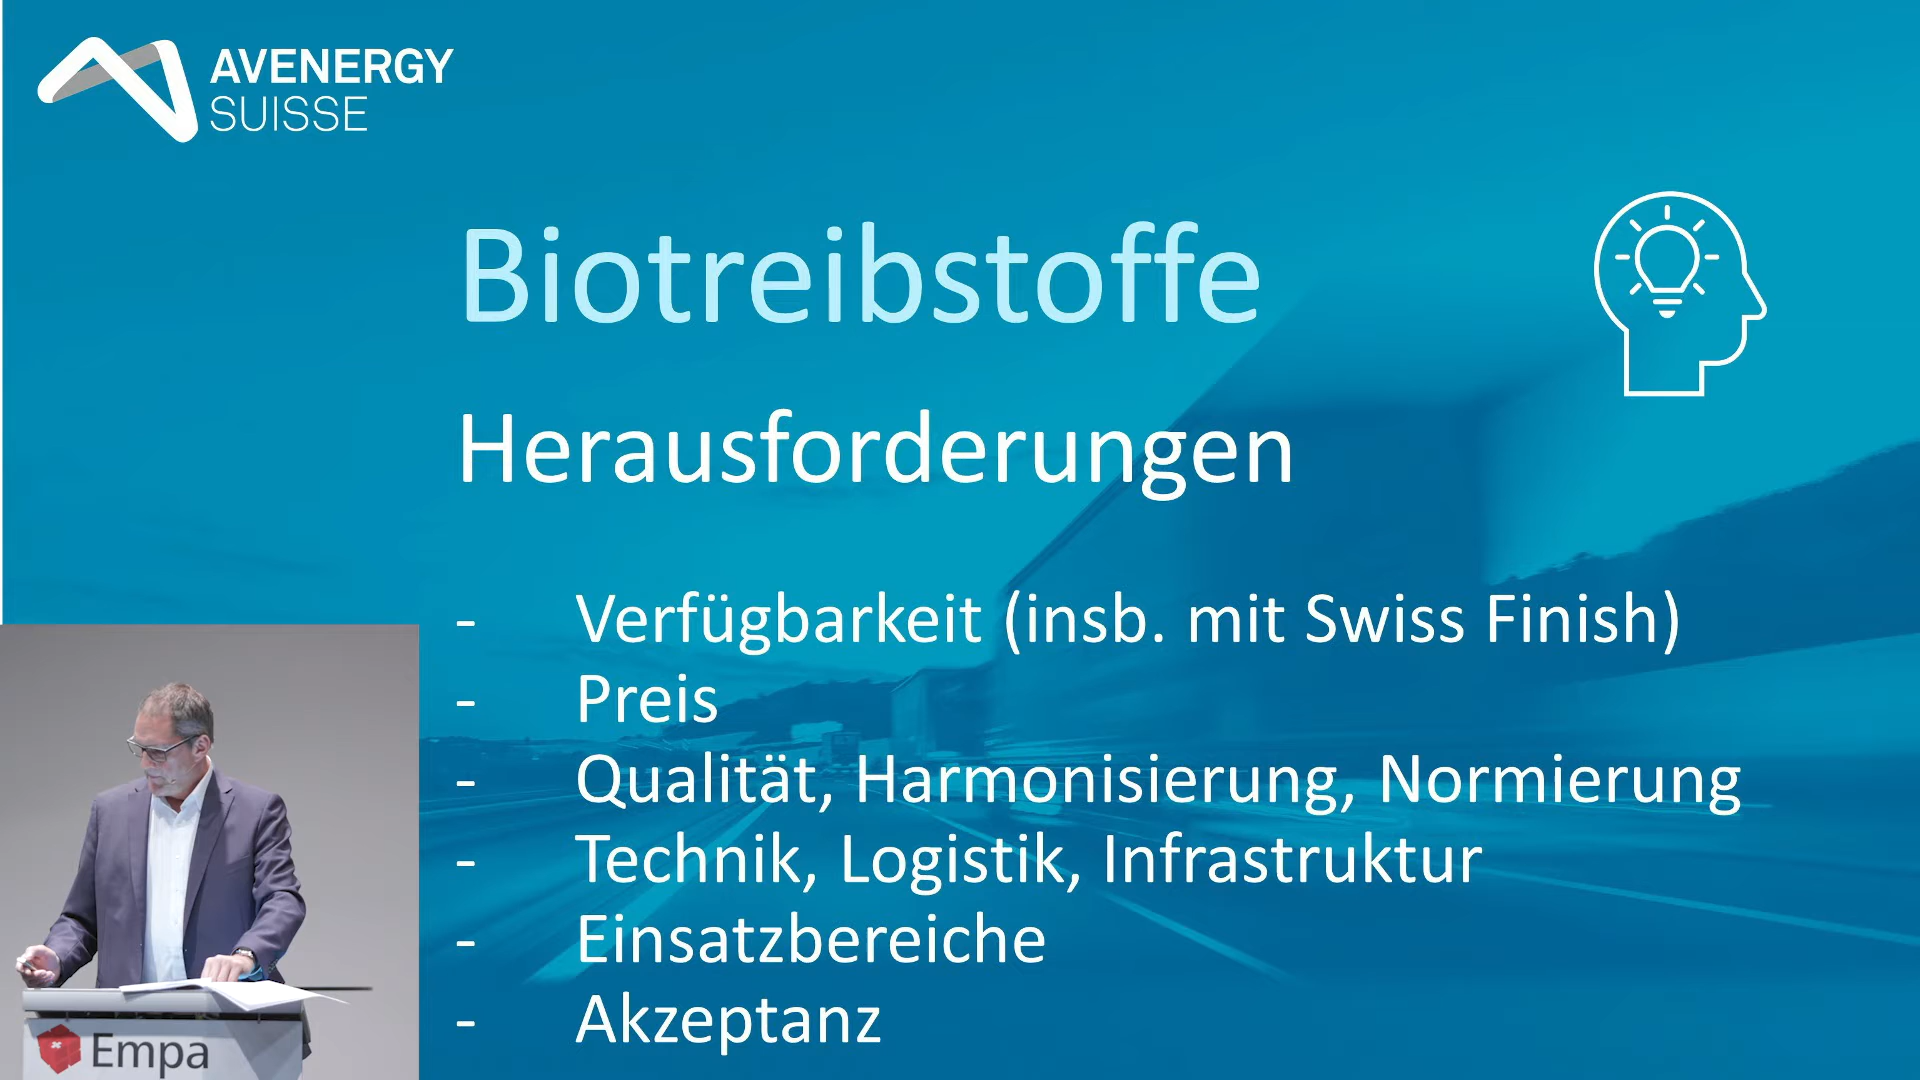 AVENERGY
SUISSE
Biotreibstoffe
Herausforderungen
- Verfügbarkeit (insb. mit Swiss Finish)
- Preis
- Qualität, Harmonisierung, Normierung
- Technik, Logistik, Infrastruktur
- Einsatzbereiche
- Akzeptanz
Empa